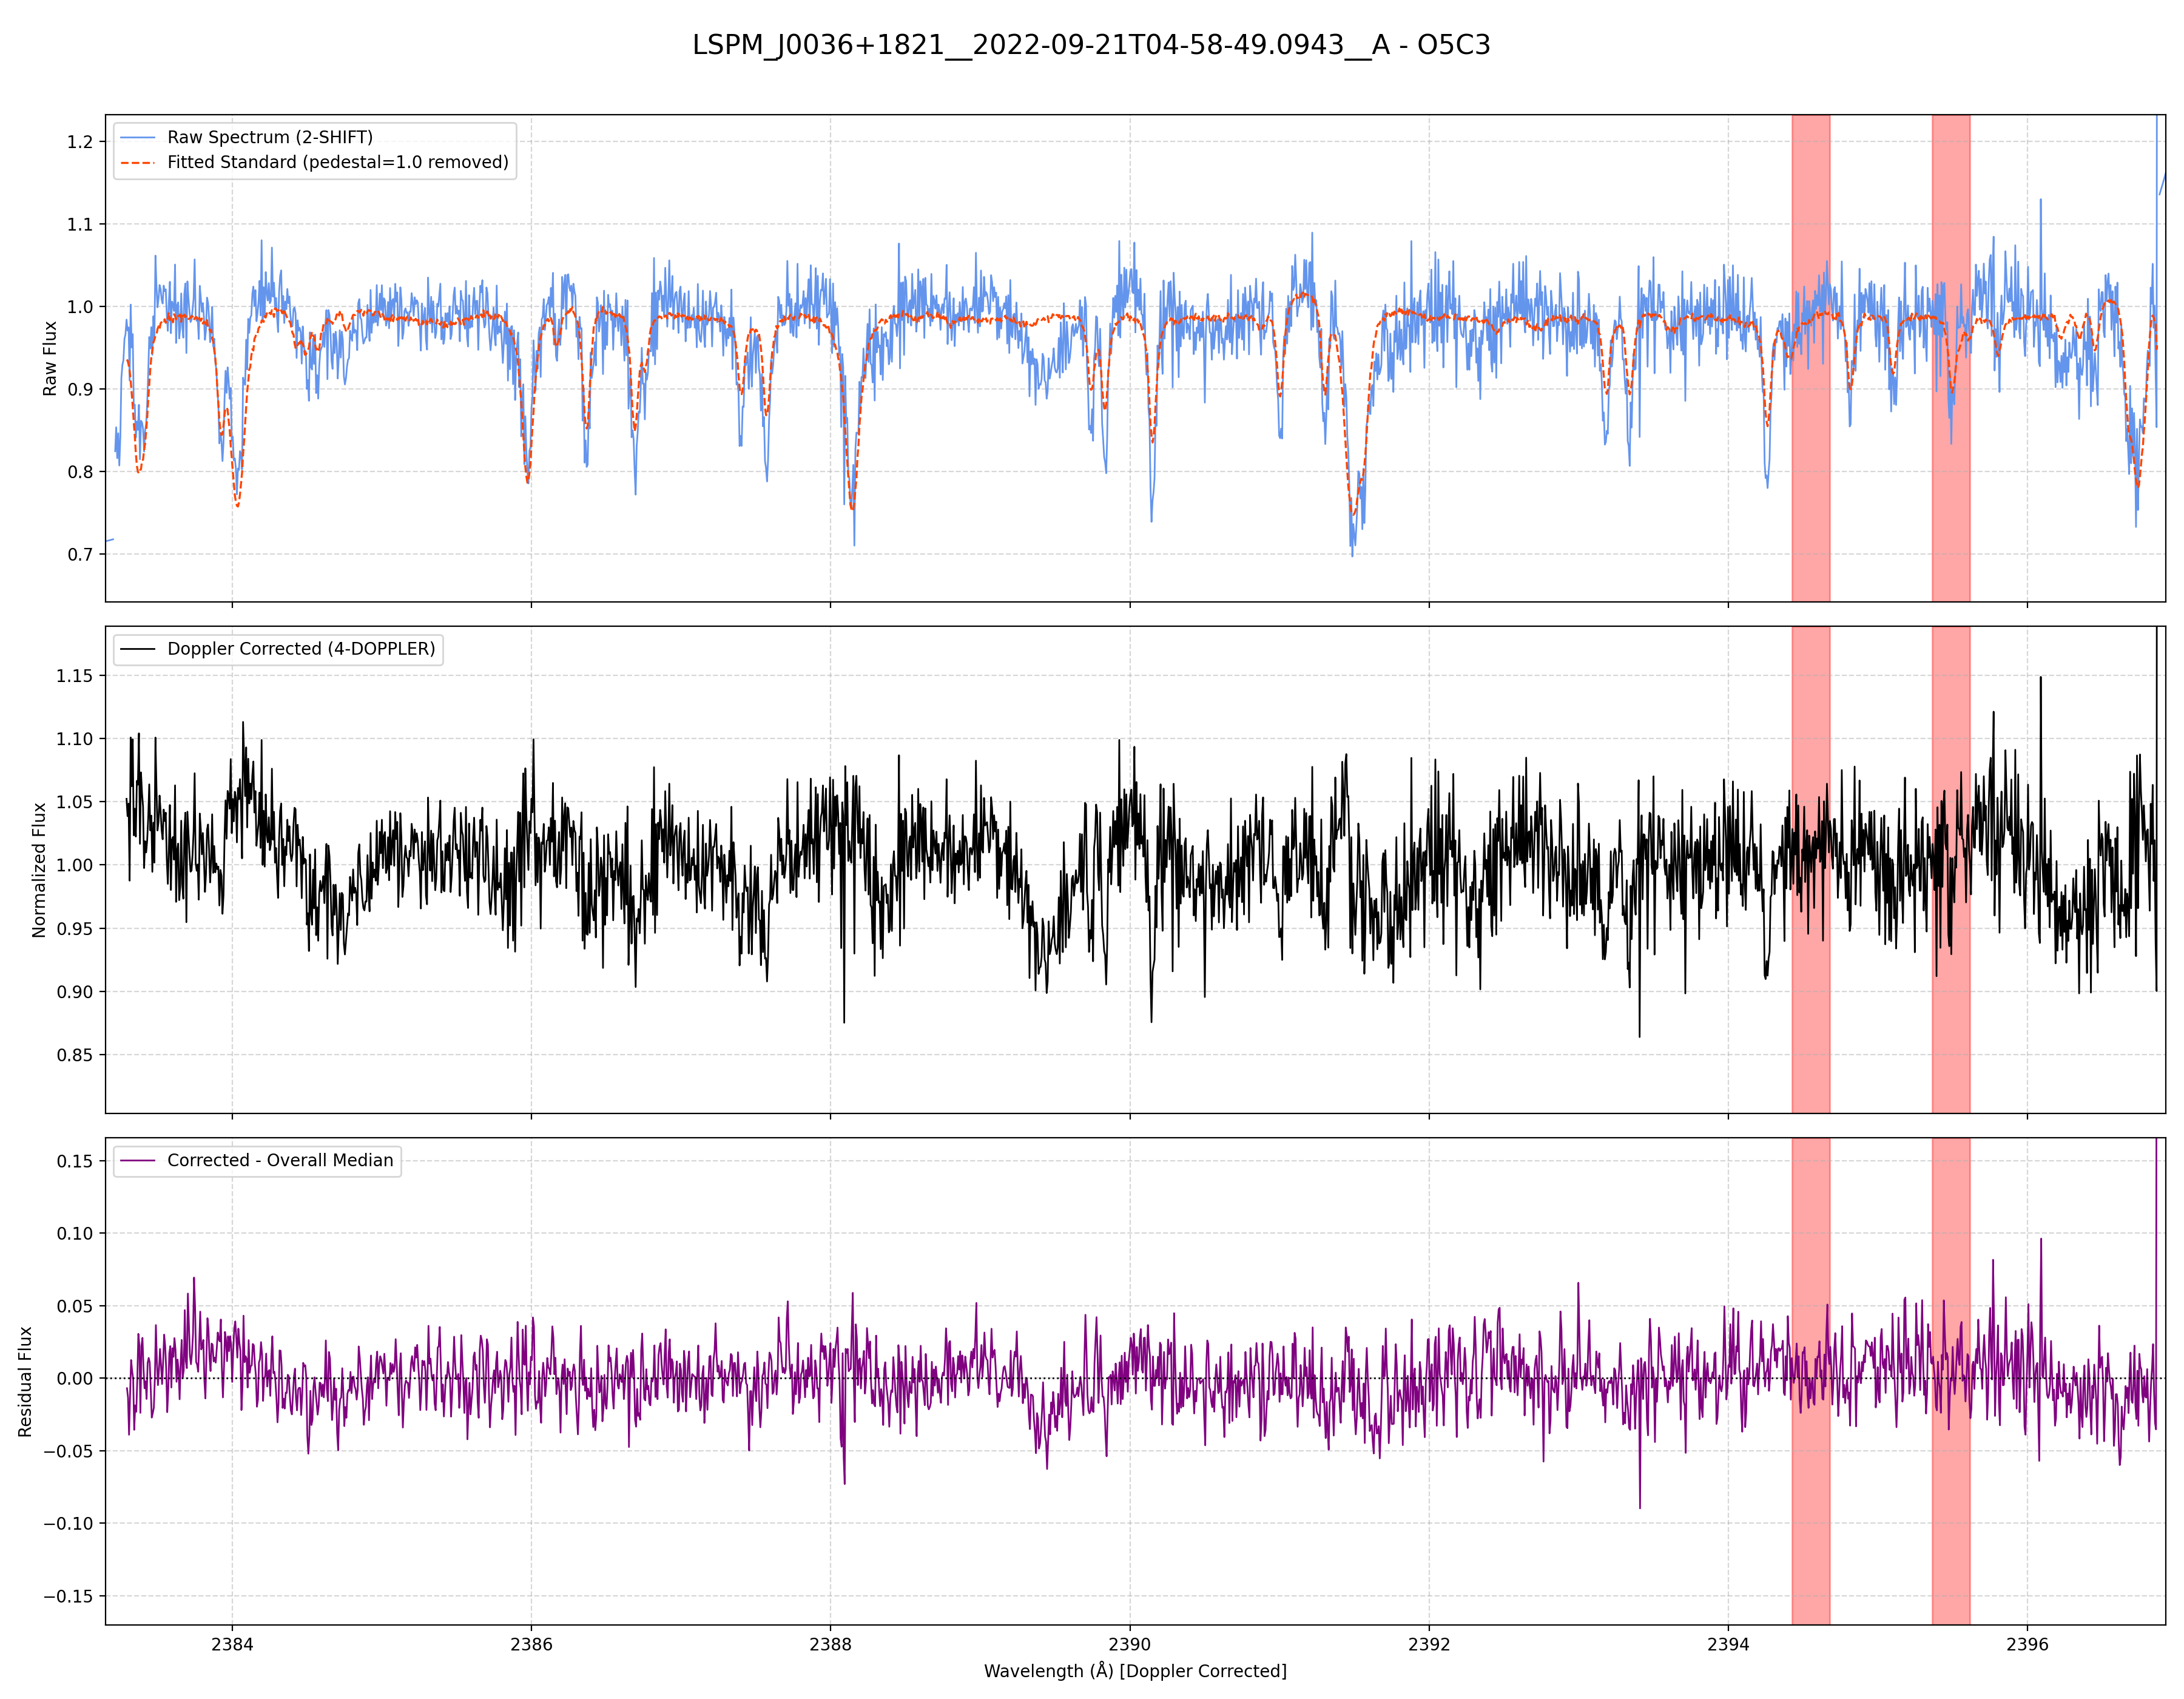 LSPM_J0036+1821__2022-09-21T04-58-49.0943__A - O5C3
Raw Spectrum (2-SHIFT)
Fitted Standard (pedestal=1.0 removed)
Raw Flux
1.2
1.1
1.0
0.9
0.8
0.7
Doppler Corrected (4-DOPPLER)
Normalized Flux
1.15
1.10
1.05
1.00
0.95
0.90
0.85
Corrected - Overall Median
Residual Flux
0.15
0.10
0.05
0.00
−0.05
−0.10
−0.15
2384 2386 2388 2390 2392 2394 2396
Wavelength (Å) [Doppler Corrected]